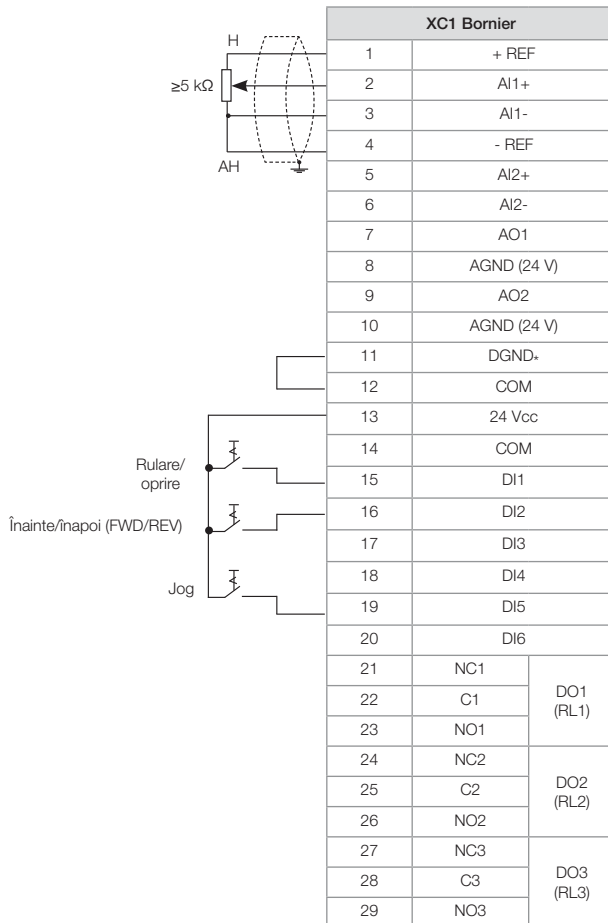 XC1 Bornier
H
≥5 kΩ
AH
1 + REF
2 AI1+
3 AI1-
4 - REF
5 AI2+
6 AI2-
7 AO1
8 AGND (24 V)
9 AO2
10 AGND (24 V)
11 DGND*
12 COM
13 24 Vcc
14 COM
Rulare/
oprire
15 DI1
Înainte/înapoi (FWD/REV)
16 DI2
17 DI3
18 DI4
Jog
19 DI5
20 DI6
21 NC1
22 C1
23 NO1
DO1
(RL1)
24 NC2
25 C2
26 NO2
DO2
(RL2)
27 NC3
28 C3
29 NO3
DO3
(RL3)